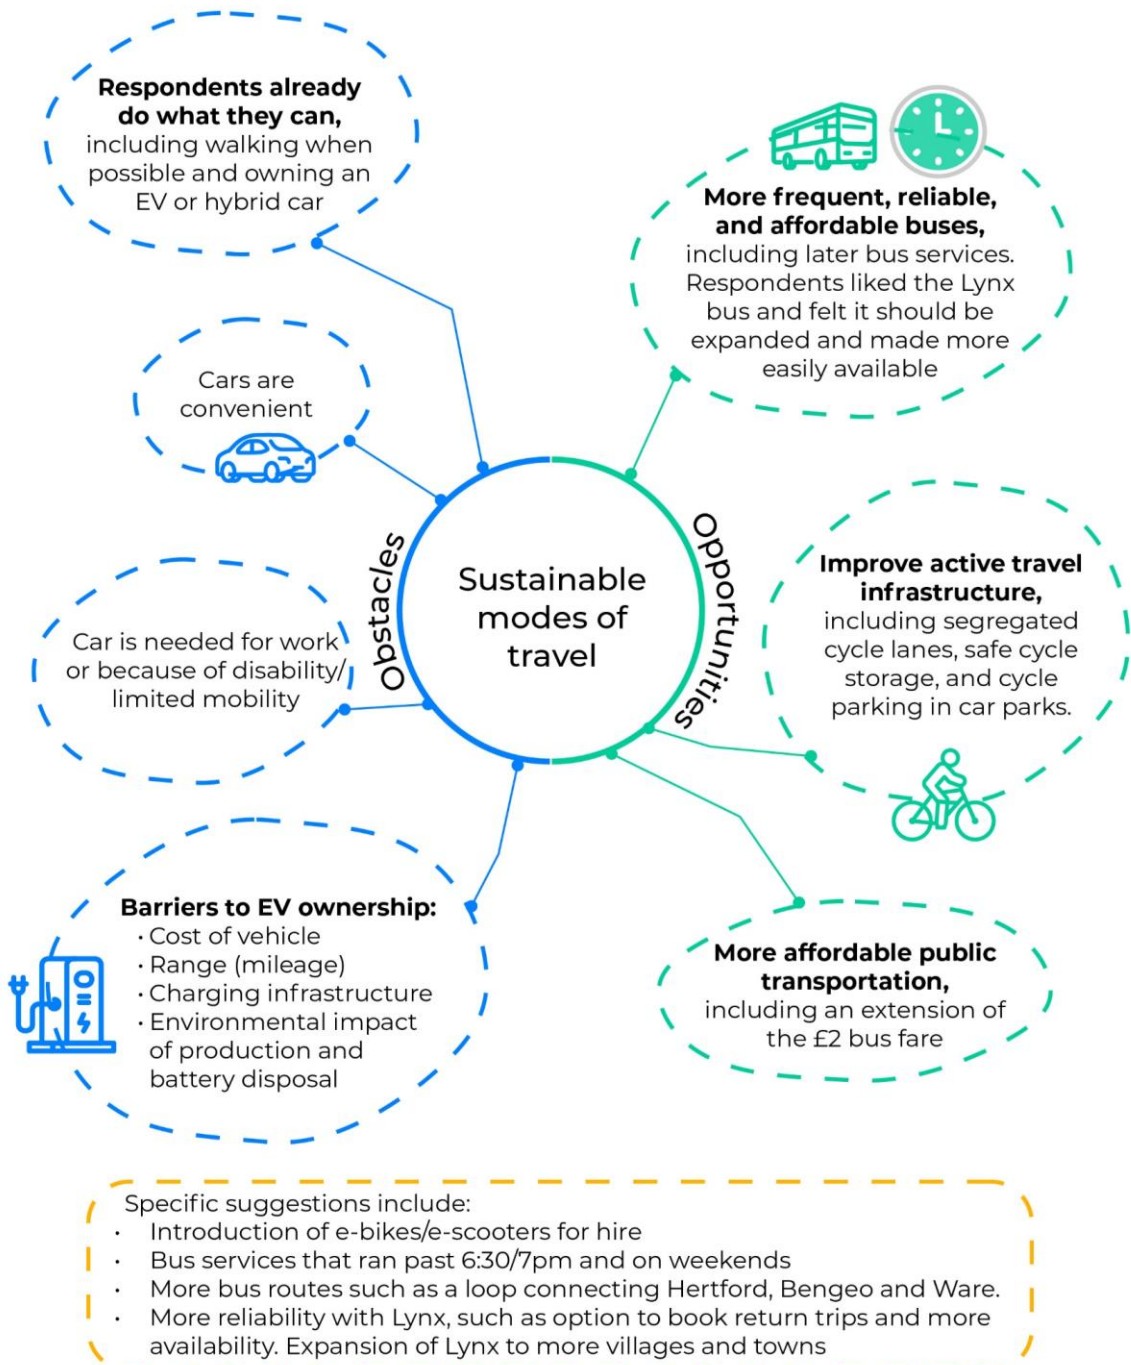 Respondents already
do what they can,
including walking when
possible and owning an
EV or hybrid car
More frequent, reliable,
and affordable buses,
including later bus services.
Respondents liked the Lynx
bus and felt it should be
expanded and made more
easily available
Cars are
convenient
Obstacles
Sustainable
modes of
travel
Opportunities
Improve active travel
infrastructure,
including segregated
cycle lanes, safe cycle
storage, and cycle
parking in car parks.
Car is needed for work
or because of disability/
limited mobility
Barriers to EV ownership:
· Cost of vehicle
· Range (mileage)
· Charging infrastructure
· Environmental impact
of production and
battery disposal
More affordable public
transportation,
including an extension of
the £2 bus fare
Specific suggestions include:
· Introduction of e-bikes/e-scooters for hire
· Bus services that ran past 6:30/7pm and on weekends
· More bus routes such as a loop connecting Hertford, Bengeo and Ware.
· More reliability with Lynx, such as option to book return trips and more
availability. Expansion of Lynx to more villages and towns